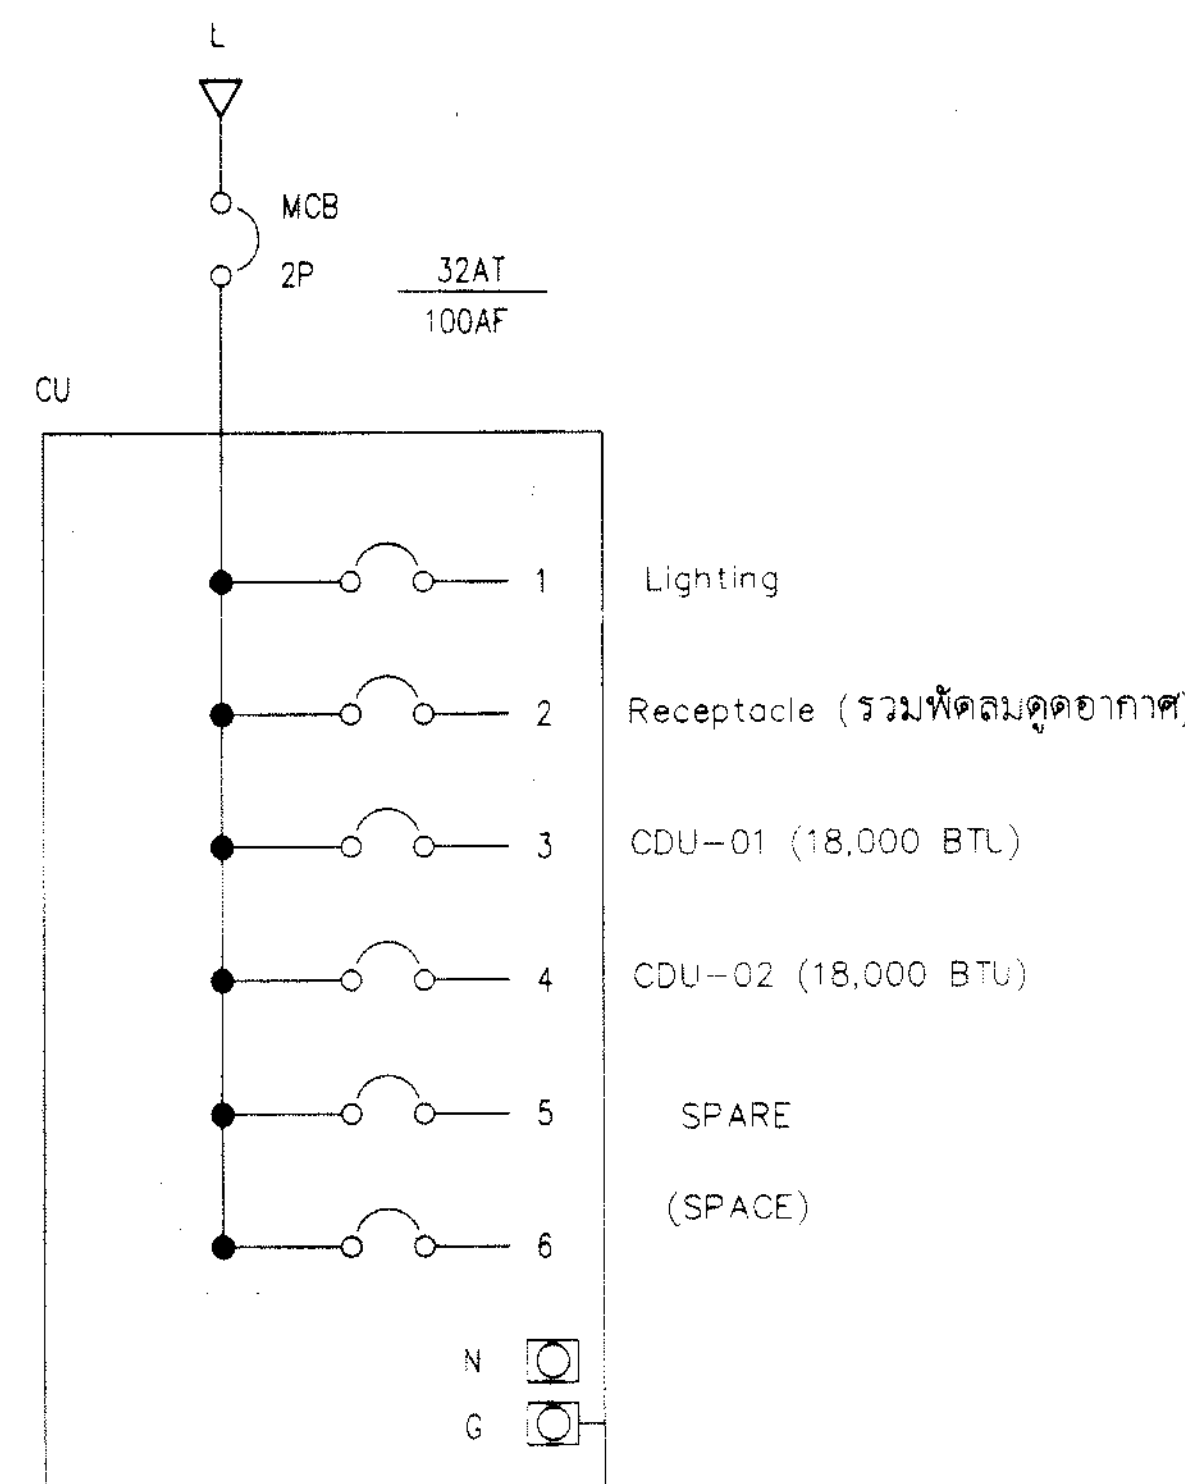 L
MCB
2P
32AT
100AF
CU
1 Lighting
2 Receptacle (รวมพัดลมดูดอากาศ)
3 CDU-01 (18,000 BTU)
4 CDU-02 (18,000 BTU)
5 SPARE
(SPACE)
6
N
G